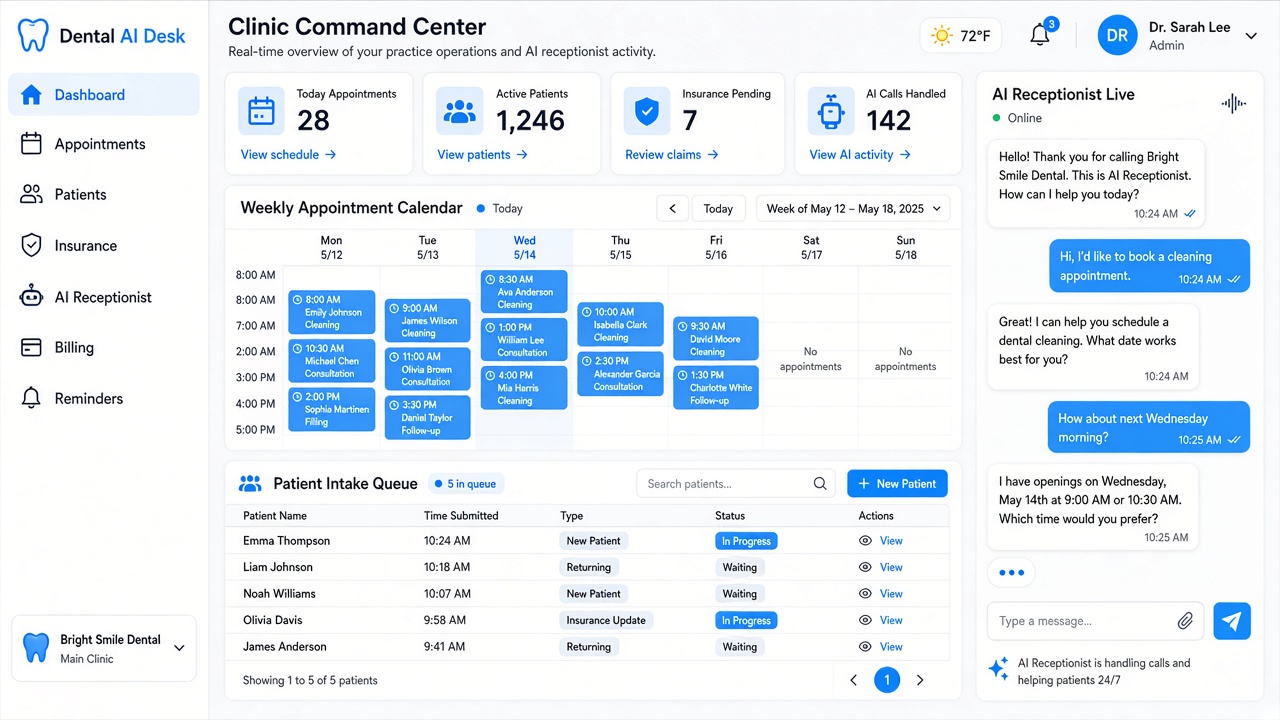 Dental AI Desk
Dashboard
Appointments
Patients
Insurance
AI Receptionist
Billing
Reminders
Bright Smile Dental
Main Clinic
Clinic Command Center
Real-time overview of your practice operations and AI receptionist activity.
72°F
3
DR
Dr. Sarah Lee
Admin
Today Appointments
28
View schedule →
Active Patients
1,246
View patients →
Insurance Pending
7
Review claims →
AI Calls Handled
142
View AI activity →
Weekly Appointment Calendar
Today
Today
Week of May 12 – May 18, 2025
Mon
5/12
Tue
5/13
Wed
5/14
Thu
5/15
Fri
5/16
Sat
5/17
Sun
5/18
8:00 AM
8:00 AM
7:00 AM
2:00 AM
3:00 PM
4:00 PM
5:00 PM
8:00 AM
Emily Johnson
Cleaning
10:30 AM
Michael Chen
Consultation
2:00 PM
Sophia Martinen
Filling
9:00 AM
James Wilson
Cleaning
11:00 AM
Olivia Brown
Consultation
3:30 PM
Daniel Taylor
Follow-up
8:30 AM
Ava Anderson
Cleaning
1:00 PM
William Lee
Consultation
4:00 PM
Mia Harris
Cleaning
10:00 AM
Isabella Clark
Cleaning
2:30 PM
Alexander Garcia
Consultation
9:30 AM
David Moore
Cleaning
1:30 PM
Charlotte White
Follow-up
No
appointments
No
appointments
Patient Intake Queue
5 in queue
Search patients...
+ New Patient
Patient Name Time Submitted Type Status Actions
Emma Thompson 10:24 AM New Patient In Progress View
Liam Johnson 10:18 AM Returning Waiting View
Noah Williams 10:07 AM New Patient Waiting View
Olivia Davis 9:58 AM Insurance Update In Progress View
James Anderson 9:41 AM Returning Waiting View
Showing 1 to 5 of 5 patients
1
AI Receptionist Live
Online
Hello! Thank you for calling Bright
Smile Dental. This is AI Receptionist.
How can I help you today?
10:24 AM
Hi, I'd like to book a cleaning
appointment.
10:24 AM
Great! I can help you schedule a
dental cleaning. What date works
best for you?
10:24 AM
How about next Wednesday
morning?
10:25 AM
I have openings on Wednesday,
May 14th at 9:00 AM or 10:30 AM.
Which time would you prefer?
10:25 AM
Type a message...
AI Receptionist is handling calls and
helping patients 24/7